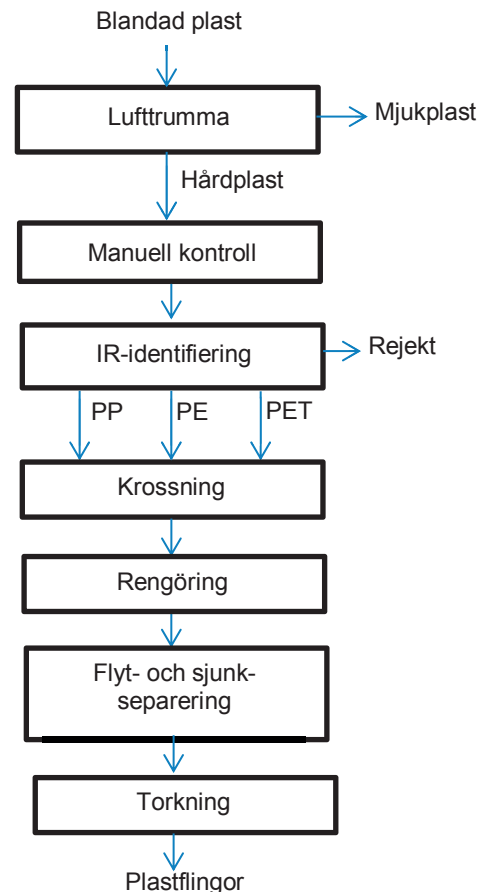 Blandad plast
Lufttrumma
Mjukplast
Hårdplast
Manuell kontroll
IR-identifiering
Rejekt
PP
PE
PET
Krossning
Rengöring
Flyt- och sjunk-
separering
Torkning
Plastflingor